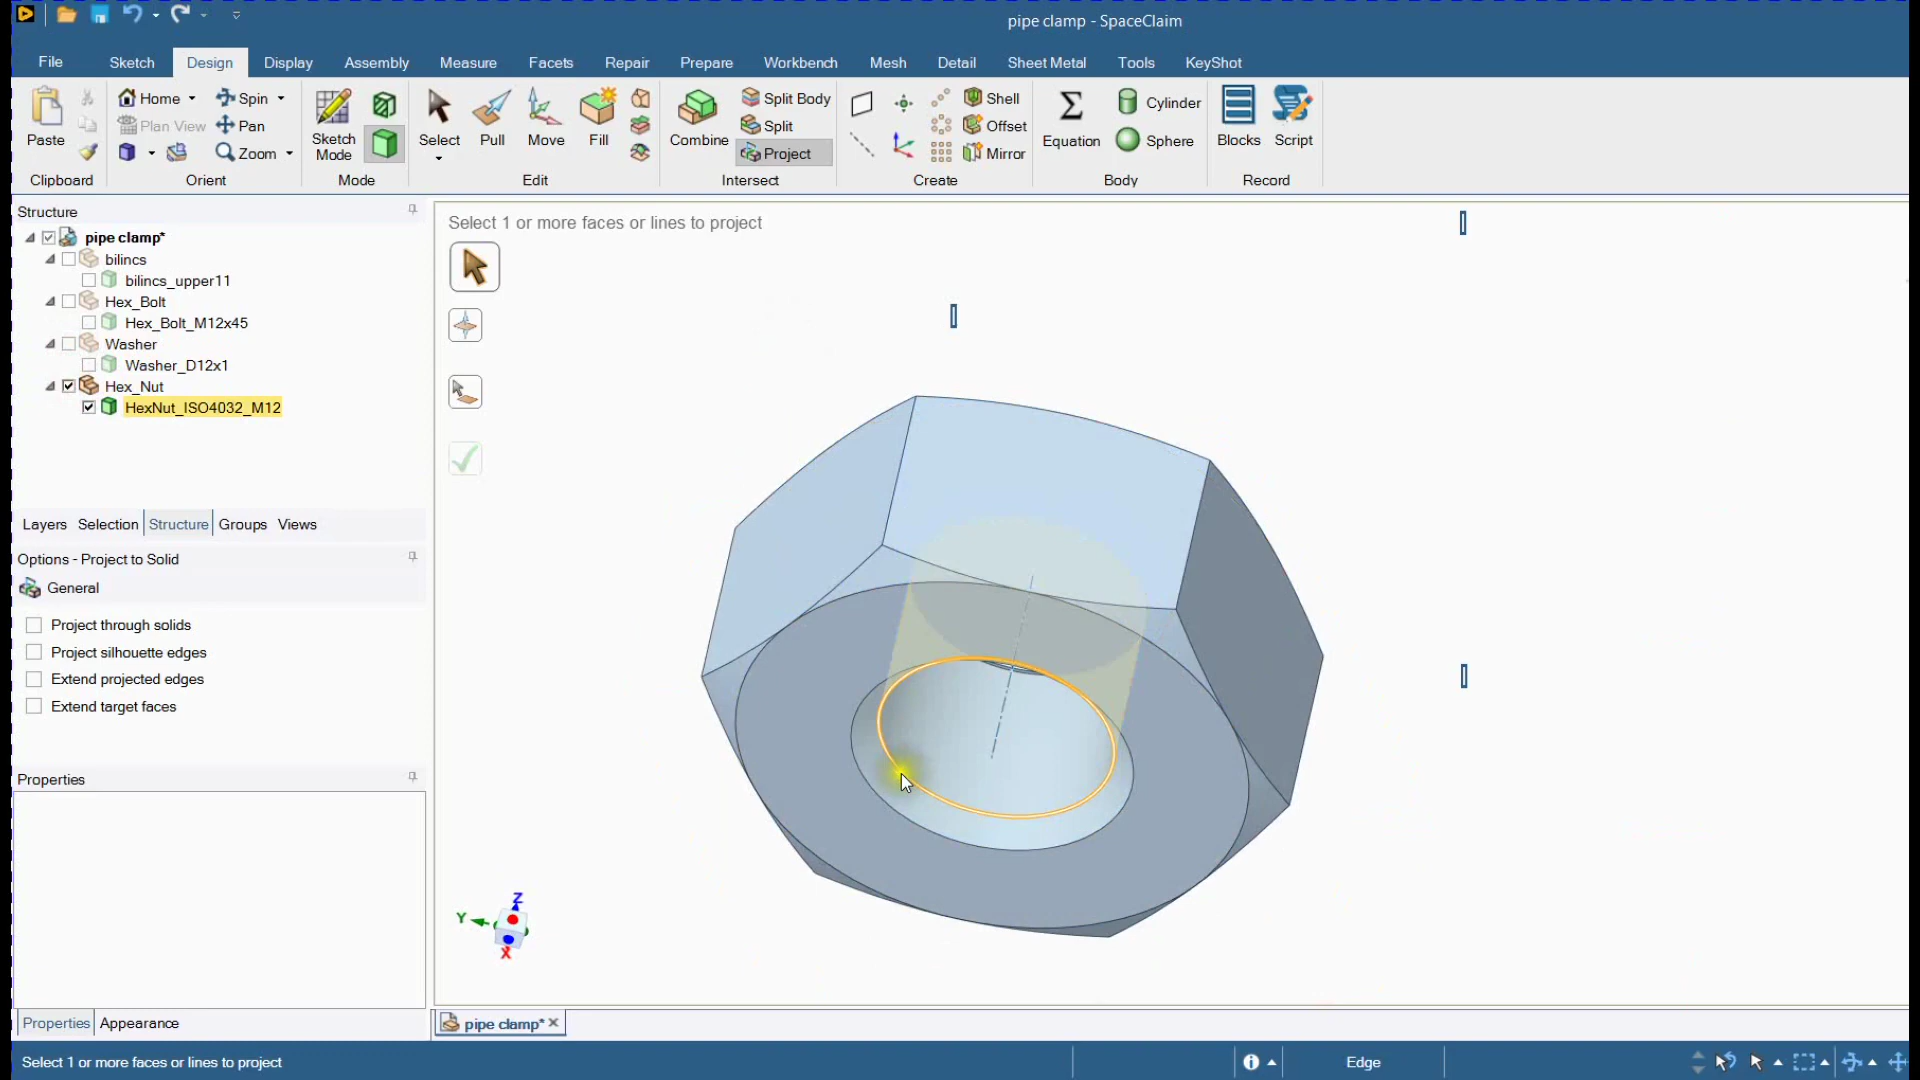 pipe clamp - SpaceClaim
File Sketch Design Display Assembly Measure Facets Repair Prepare Workbench Mesh Detail Sheet Metal Tools KeyShot
Paste
Clipboard
Home Spin
Plan View Pan
Zoom
Orient
Sketch Mode
Mode
Select Pull Move Fill
Edit
Combine
Split Body
Split
Project
Intersect
Shell
Offset
Mirror
Create
Equation
Cylinder
Sphere
Body
Blocks Script
Record
Structure
pipe clamp*
bilincs
bilincs_upper11
Hex_Bolt
Hex_Bolt_M12x45
Washer
Washer_D12x1
Hex_Nut
HexNut_ISO4032_M12
Layers Selection Structure Groups Views
Options - Project to Solid
General
Project through solids
Project silhouette edges
Extend projected edges
Extend target faces
Properties
Properties Appearance
Select 1 or more faces or lines to project
Z
Y
X
pipe clamp*
Select 1 or more faces or lines to project
Edge